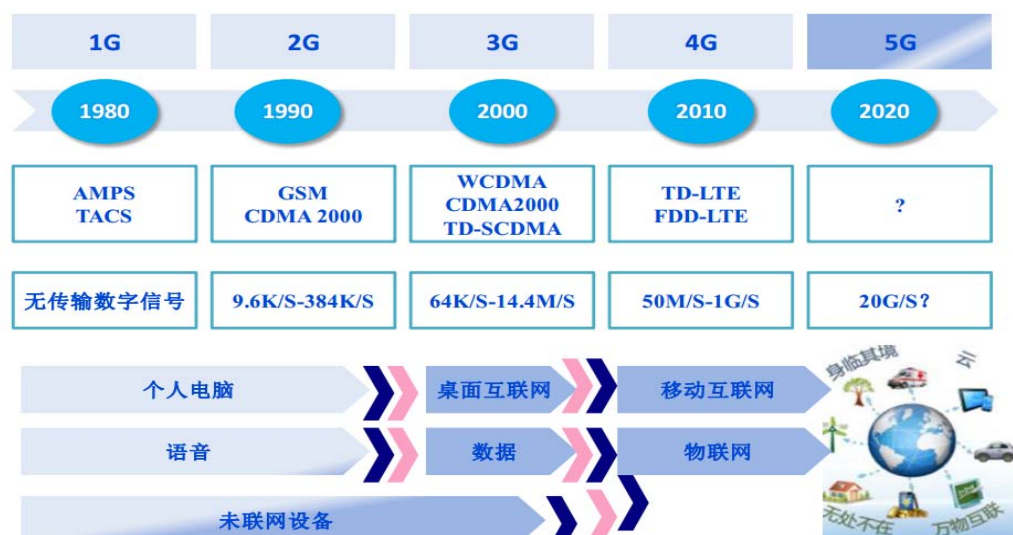 1G
2G
3G
4G
5G
1980
1990
2000
2010
2020
AMPS
TACS
GSM
CDMA 2000
WCDMA
CDMA2000
TD-SCDMA
TD-LTE
FDD-LTE
?
无传输数字信号
9.6K/S-384K/S
64K/S-14.4M/S
50M/S-1G/S
20G/S?
个人电脑
桌面互联网
移动互联网
语音
数据
物联网
未联网设备
身临其境
云
无处不在
万物互联